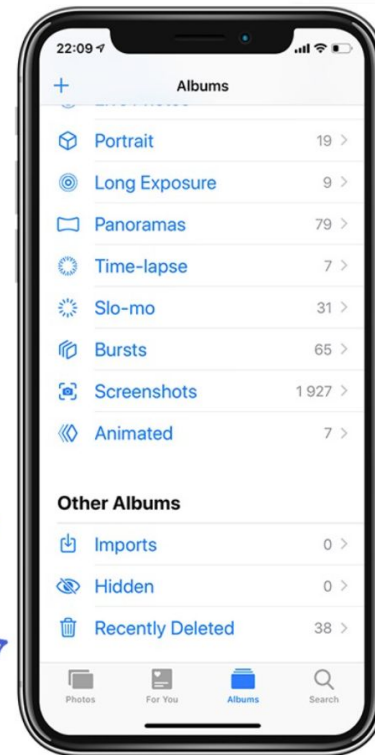 22:09
Albums
Portrait 19
Long Exposure 9
Panoramas 79
Time-lapse 7
Slo-mo 31
Bursts 65
Screenshots 1 927
Animated 7
Other Albums
Imports 0
Hidden 0
Recently Deleted 38
Photos For You Albums Search